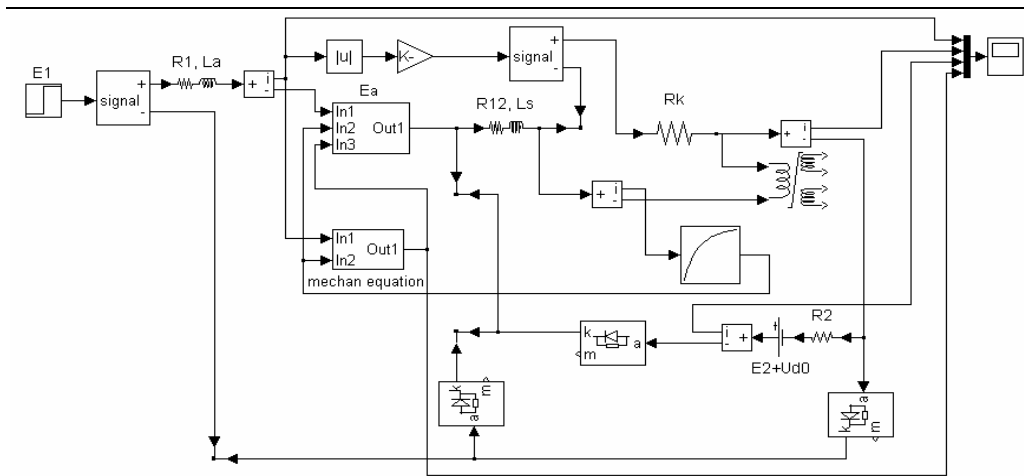 E1
signal
+
-
R1, La
+
i
-
|u|
K-
signal
+
-
Ea
In1
In2
In3
Out1
R12, Ls
Rk
+
i
-
+
i
-
In1
In2
Out1
mechan equation
k
m
a
i
-
+
R2
E2+Ud0
k
m
a
a
k
m